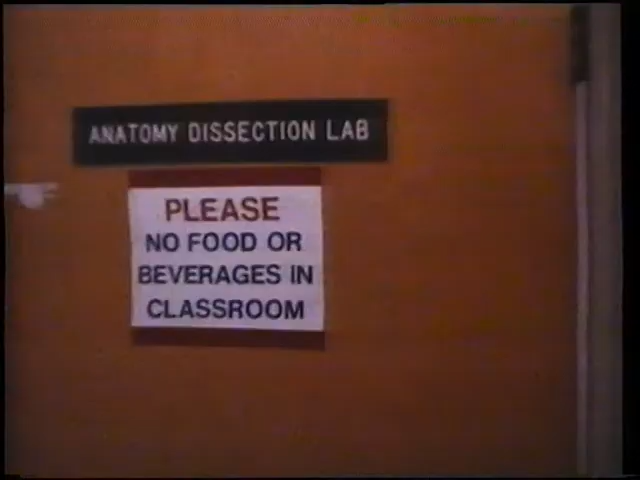 ANATOMY DISSECTION LAB
PLEASE
NO FOOD OR
BEVERAGES IN
CLASSROOM